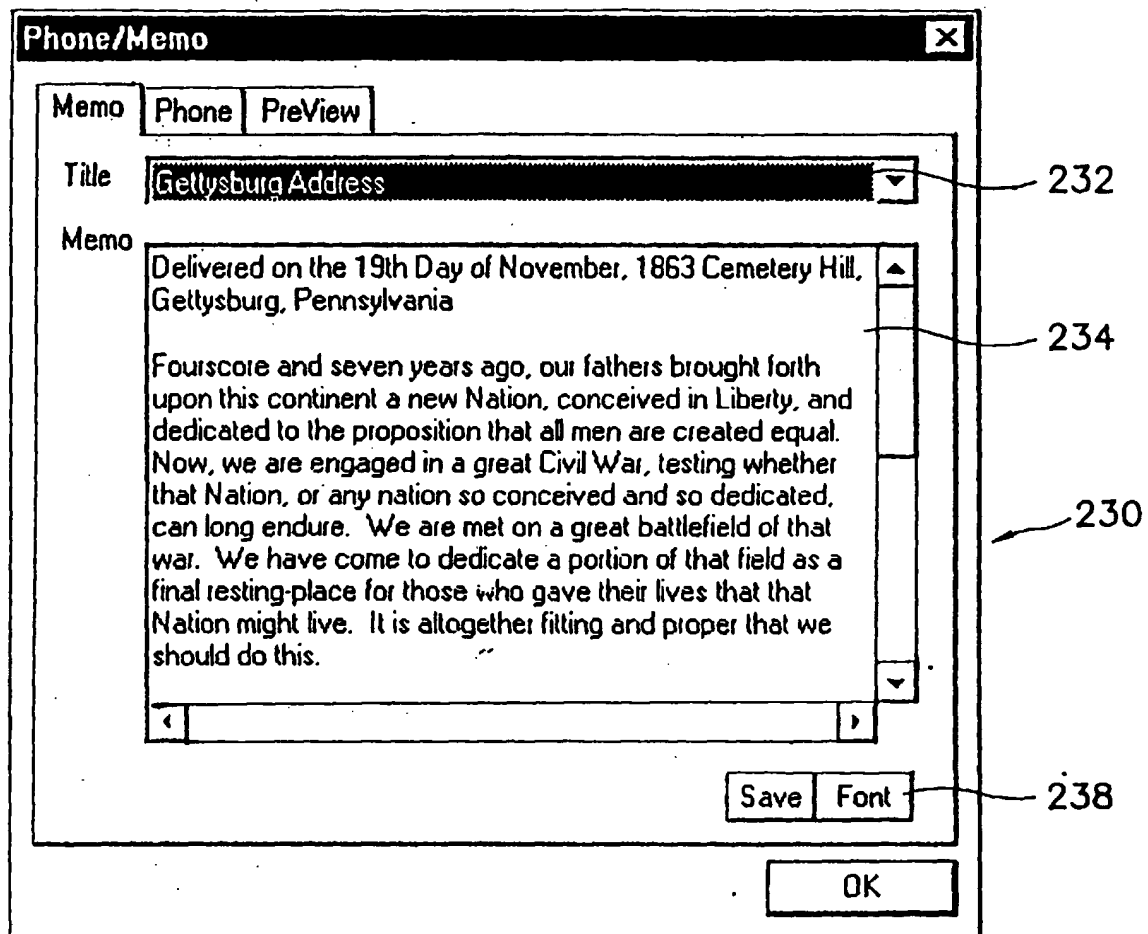 Phone/Memo
Memo Phone PreView
Title Gettysburg Address 232
Memo
Delivered on the 19th Day of November, 1863 Cemetery Hill,
Gettysburg, Pennsylvania
234
Fourscore and seven years ago, our fathers brought forth
upon this continent a new Nation, conceived in Liberty, and
dedicated to the proposition that all men are created equal.
Now, we are engaged in a great Civil War, testing whether
that Nation, or any nation so conceived and so dedicated,
can long endure. We are met on a great battlefield of that
230
war. We have come to dedicate a portion of that field as a
final resting-place for those who gave their lives that that
Nation might live. It is altogether fitting and proper that we
should do this.
Save Font 238
OK